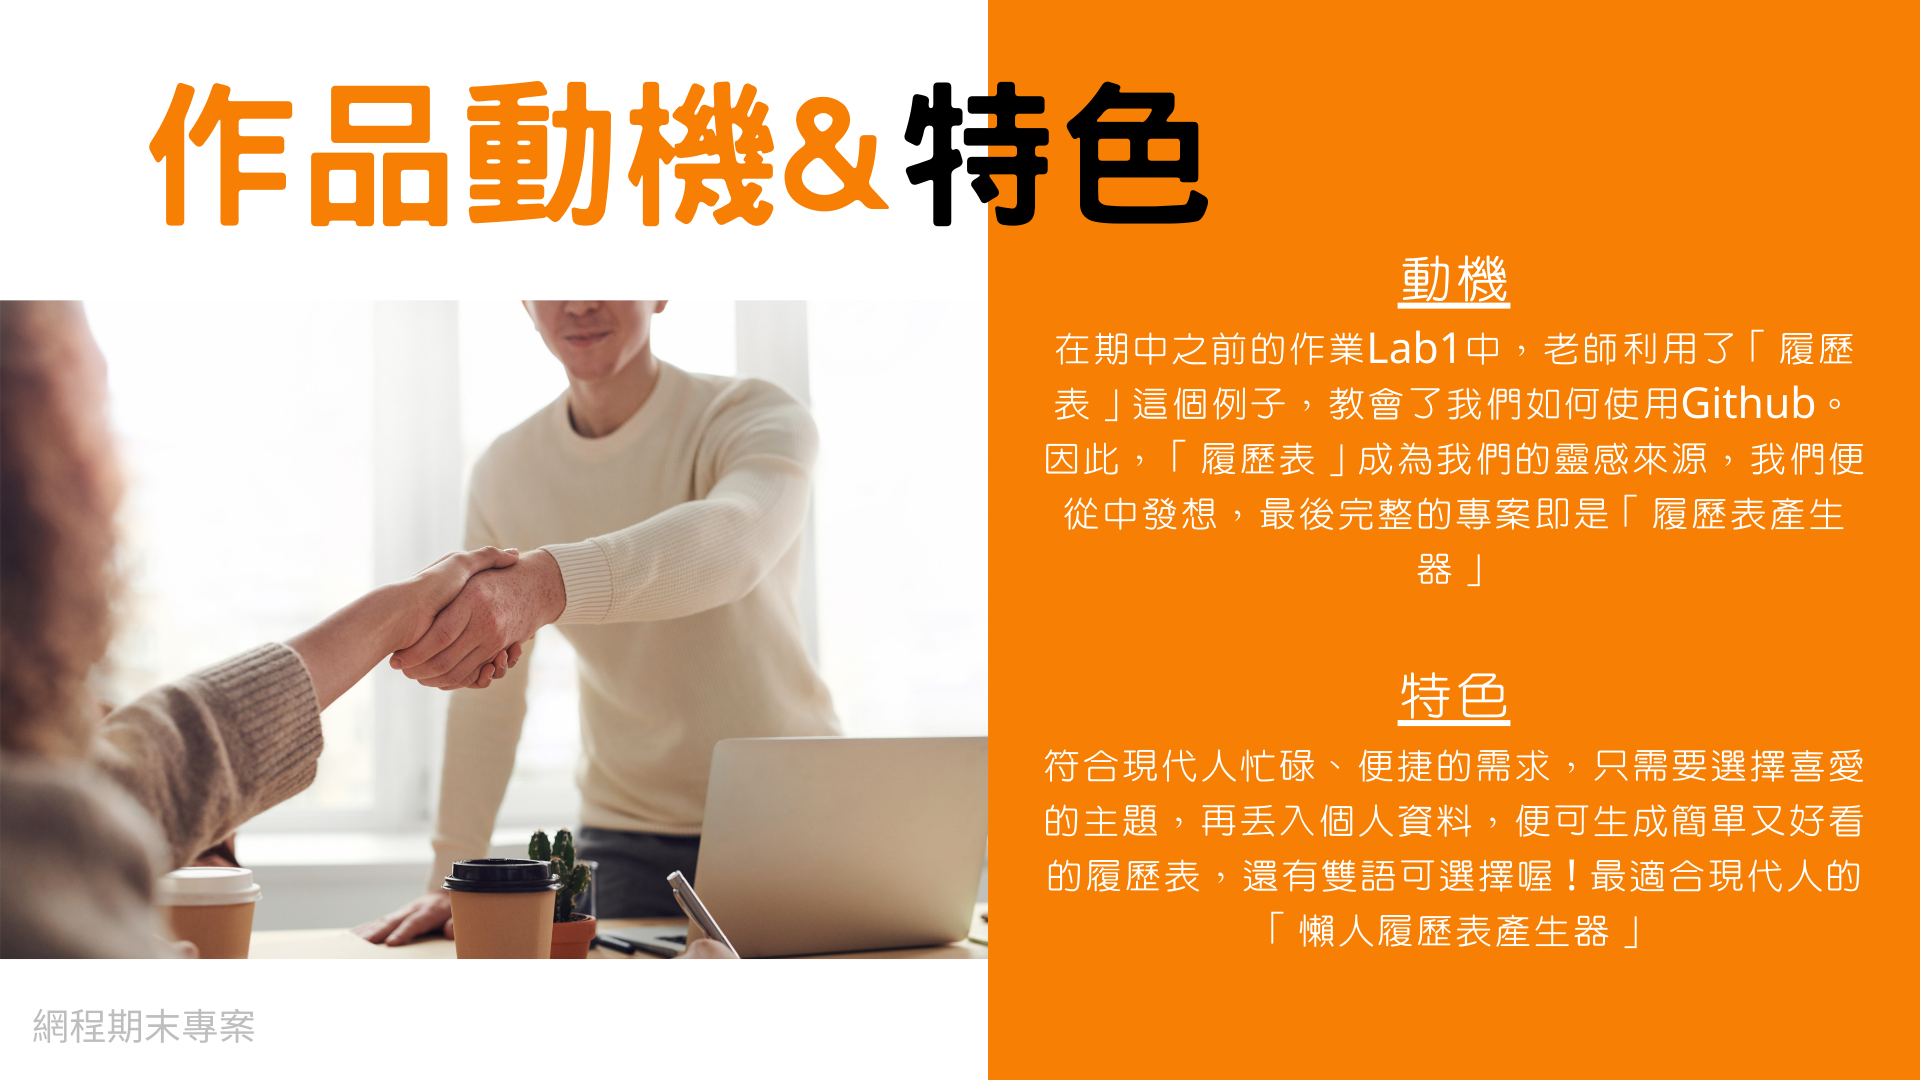 作品動機&特色
動機
在期中之前的作業Lab1中，老師利用了「履歷
表」這個例子，教會了我們如何使用Github。
因此，「履歷表」成為我們的靈感來源，我們便
從中發想，最後完整的專案即是「履歷表產生
器」
特色
符合現代人忙碌、便捷的需求，只需要選擇喜愛
的主題，再丟入個人資料，便可生成簡單又好看
的履歷表，還有雙語可選擇喔！最適合現代人的
「懶人履歷表產生器」
網程期末專案